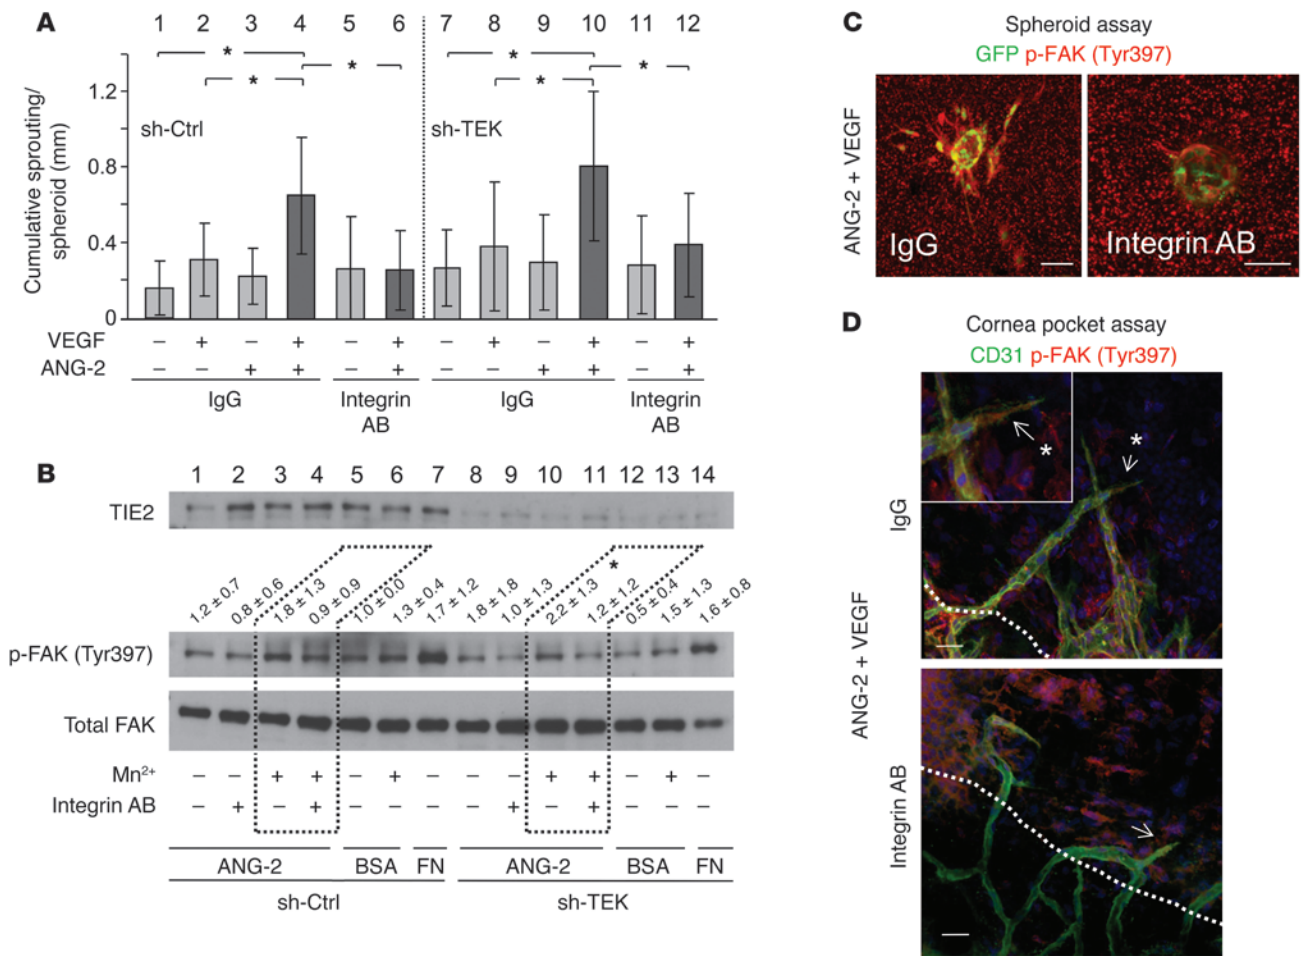 A
1 2 3 4 5 6 7 8 9 10 11 12
* * * * * *
1.2
0.8
0.4
0
Cumulative sprouting/
spheroid (mm)
sh-Ctrl
sh-TEK
VEGF – + – + – + – + – + – +
ANG-2 – – + + – + – – + + – +
IgG Integrin AB IgG Integrin AB
B
1 2 3 4 5 6 7 8 9 10 11 12 13 14
TIE2
*
1.2 ± 0.7 0.8 ± 0.6 1.8 ± 1.3 0.9 ± 0.9 1.0 ± 0.0 1.3 ± 0.4 1.7 ± 1.2 1.8 ± 1.8 1.0 ± 1.3 2.2 ± 1.3 1.2 ± 1.2 0.5 ± 0.4 1.5 ± 1.3 1.6 ± 0.8
p-FAK (Tyr397)
Total FAK
Mn2+ – – + + – + – – – + + – + –
Integrin AB – + – + – – – – + – + – – –
ANG-2 BSA FN ANG-2 BSA FN
sh-Ctrl sh-TEK
C
Spheroid assay
GFP p-FAK (Tyr397)
ANG-2 + VEGF
IgG
Integrin AB
D
Cornea pocket assay
CD31 p-FAK (Tyr397)
* *
ANG-2 + VEGF
IgG
Integrin AB